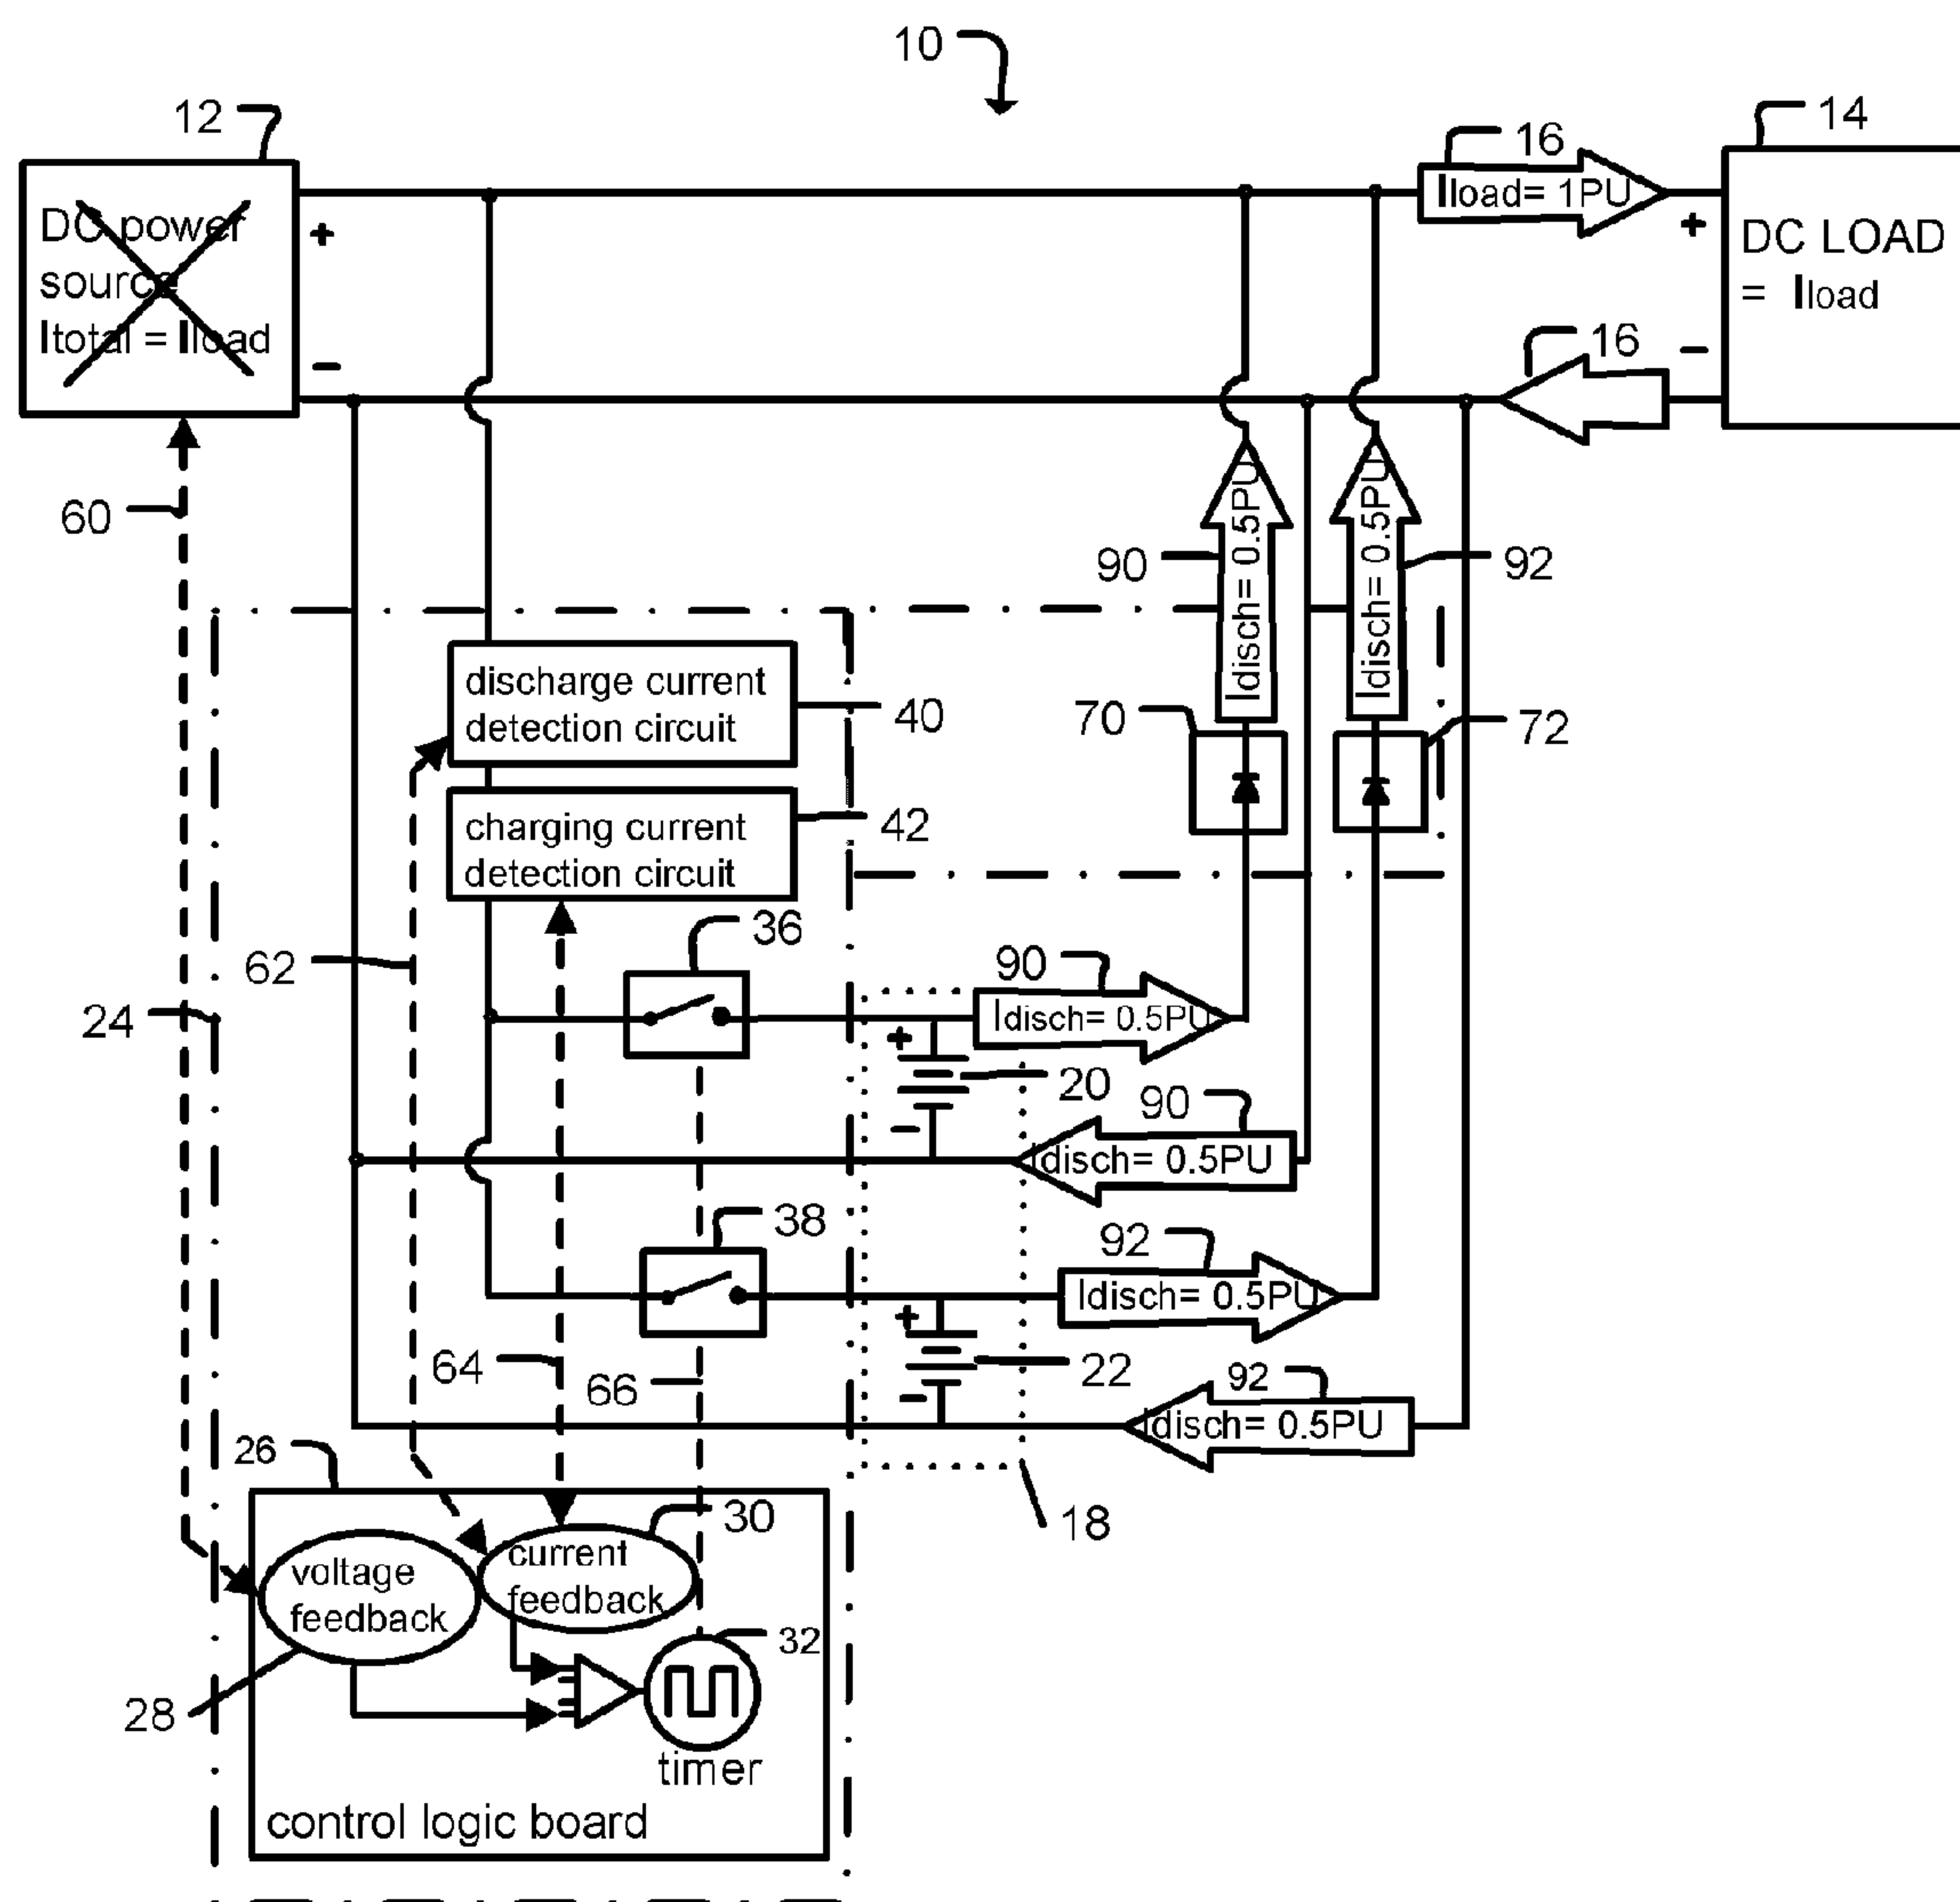 10
12
16
14
DC power
source
Itotal = Iload
+
−
Iload= 1PU
+
DC LOAD
= Iload
−
16
60
90
Idisch= 0.5PU
Idisch= 0.5PU
92
discharge current
detection circuit
40
70
72
charging current
detection circuit
42
36
62
24
90
Idisch= 0.5PU
+
20
−
90
Idisch= 0.5PU
38
92
Idisch= 0.5PU
+
64
66
22
−
92
Idisch= 0.5PU
26
18
30
voltage
feedback
current
feedback
32
28
timer
control logic board